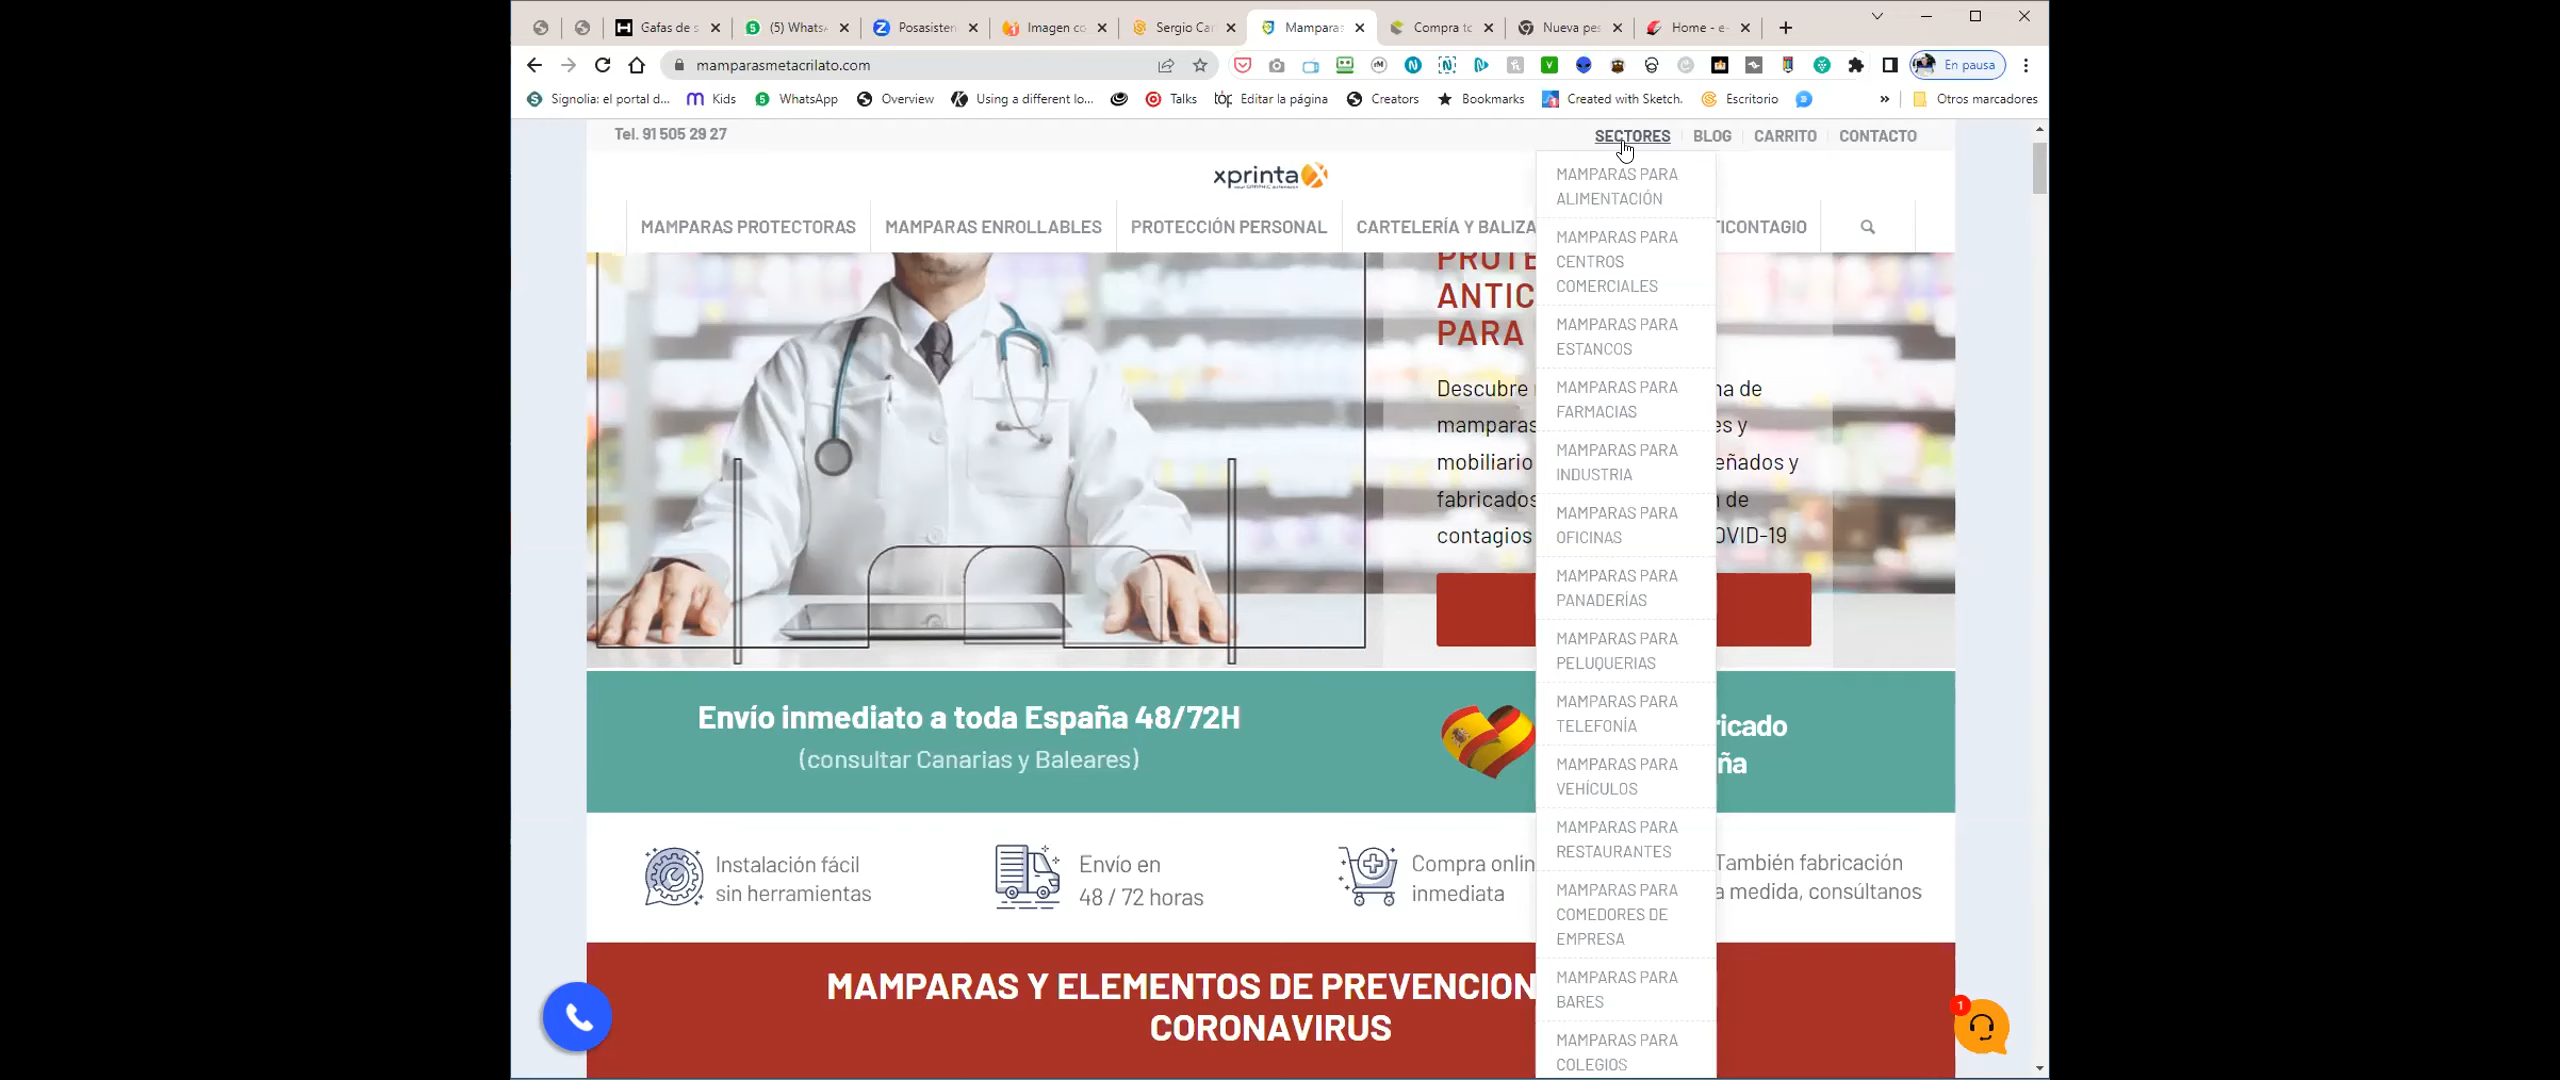 Gafas de s
(5) Whats
Posasisten
Imagen co
Sergio Car
Mamparas
Compra to
Nueva pes
Home - e-
mamparasmetacrilato.com
En pausa
Signolia: el portal d...
Kids
WhatsApp
Overview
Using a different lo...
Talks
Editar la página
Creators
Bookmarks
Created with Sketch.
Escritorio
»
Otros marcadores
Tel. 91 505 29 27
SECTORES
BLOG
CARRITO
CONTACTO
xprinta
MAMPARAS PROTECTORAS
MAMPARAS ENROLLABLES
PROTECCIÓN PERSONAL
CARTELERÍA Y BALIZA
TICONTAGIO
MAMPARAS PARA
ALIMENTACIÓN
MAMPARAS PARA
CENTROS
COMERCIALES
MAMPARAS PARA
ESTANCOS
MAMPARAS PARA
FARMACIAS
MAMPARAS PARA
INDUSTRIA
MAMPARAS PARA
OFICINAS
MAMPARAS PARA
PANADERÍAS
MAMPARAS PARA
PELUQUERIAS
MAMPARAS PARA
TELEFONÍA
MAMPARAS PARA
VEHÍCULOS
MAMPARAS PARA
RESTAURANTES
MAMPARAS PARA
COMEDORES DE
EMPRESA
MAMPARAS PARA
BARES
MAMPARAS PARA
COLEGIOS
PROTE
ANTIC
PARA
Descubre na de
mamparas es y
mobiliario eñados y
fabricados de
contagios OVID-19
Envío inmediato a toda España 48/72H
(consultar Canarias y Baleares)
ricado
ña
Instalación fácil
sin herramientas
Envío en
48 / 72 horas
Compra onlin
inmediata
También fabricación
a medida, consúltanos
MAMPARAS Y ELEMENTOS DE PREVENCION
CORONAVIRUS
1